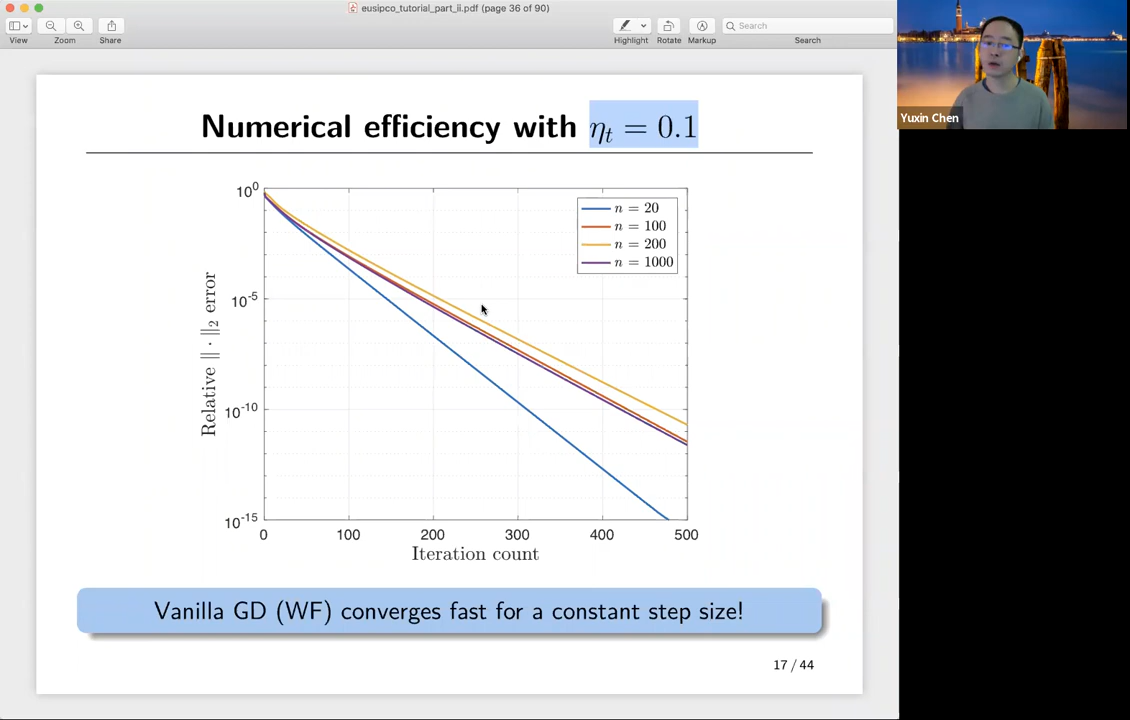 eusipco_tutorial_part_ii.pdf (page 36 of 90)
View
Zoom
Share
Highlight
Rotate
Markup
Search
Search
Yuxin Chen
Numerical efficiency with ηₜ = 0.1
10⁰
10⁻⁵
10⁻¹⁰
10⁻¹⁵
Relative ‖·‖₂ error
n = 20
n = 100
n = 200
n = 1000
0 100 200 300 400 500
Iteration count
Vanilla GD (WF) converges fast for a constant step size!
17 / 44